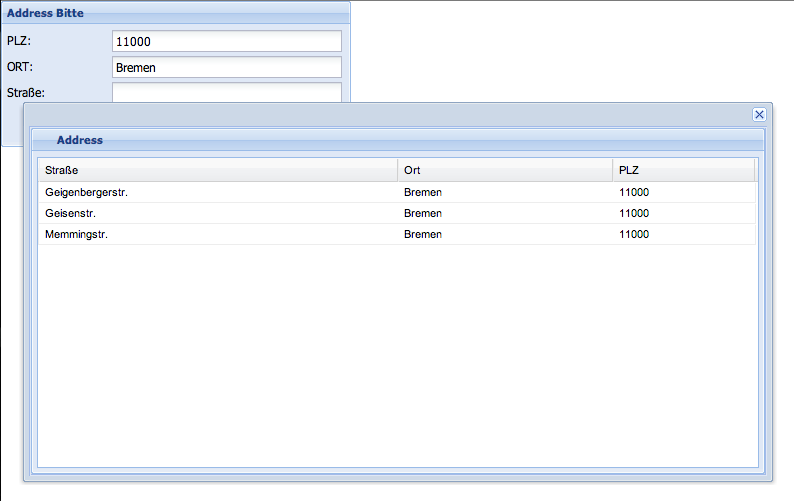 Address Bitte
PLZ: 11000
ORT: Bremen
Straße:
Address
Straße Ort PLZ
Geigenbergerstr. Bremen 11000
Geisenstr. Bremen 11000
Memmingstr. Bremen 11000